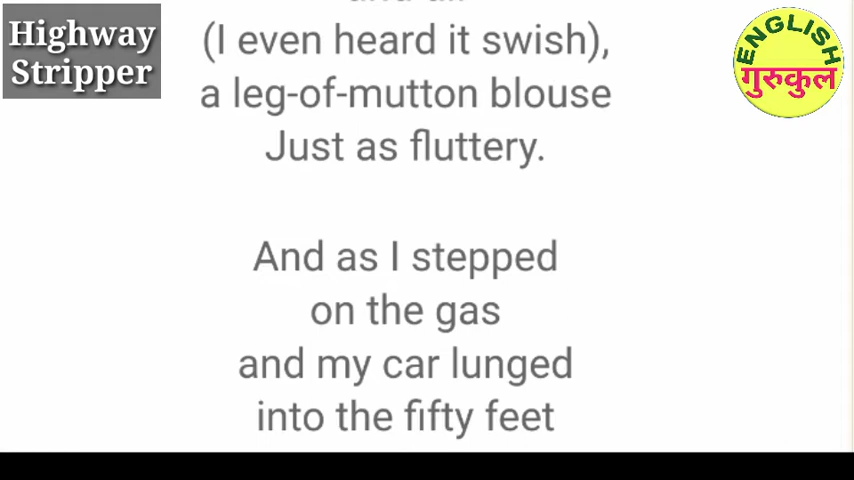 Highway
Stripper
ENGLISH
गुरुकुल
(I even heard it swish),
a leg-of-mutton blouse
Just as fluttery.
And as I stepped
on the gas
and my car lunged
into the fifty feet